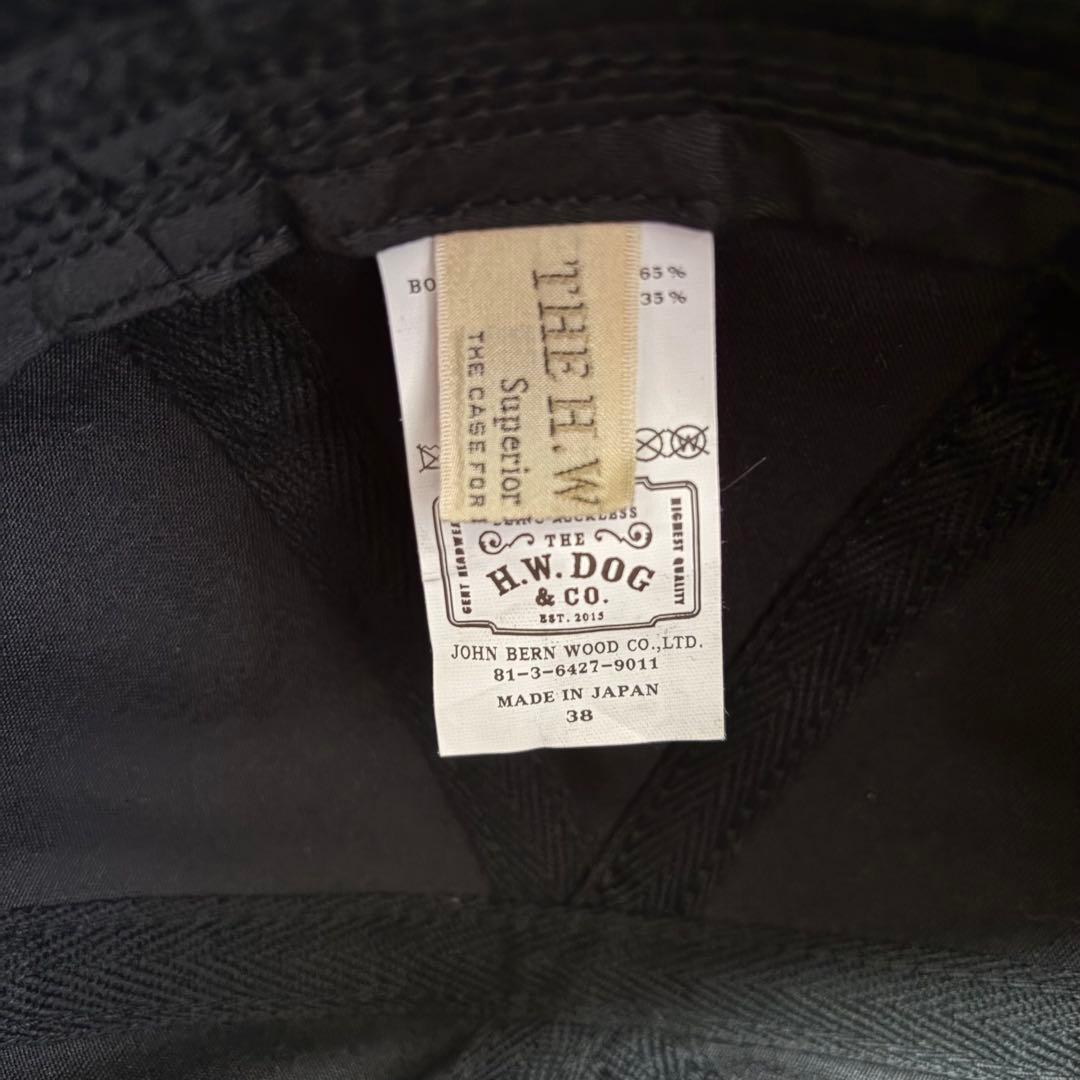 BO 65%
35%
THE H.W
Superior
THE CASE FOR
W
THE
H.W. DOG
& CO.
EST. 2015
GENT HEADWEA
HIGHEST QUALITY
JOHN BERN WOOD CO.,LTD.
81-3-6427-9011
MADE IN JAPAN
38